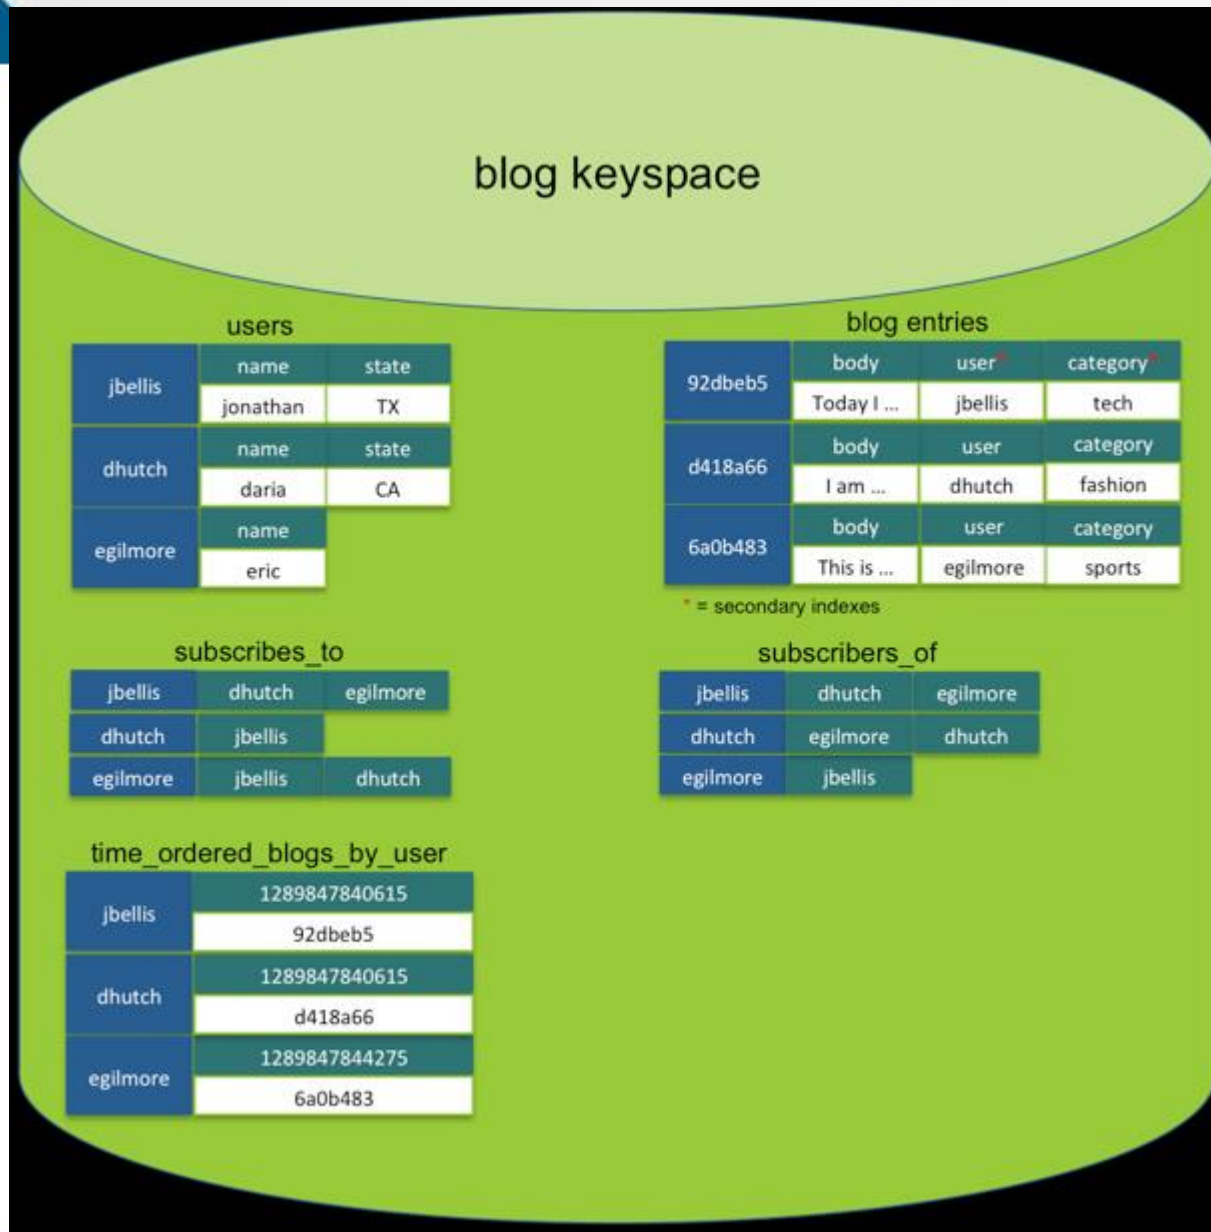 blog keyspace
users
jbellis name state
jonathan TX
dhutch name state
daria CA
egilmore name
eric
blog entries
92dbeb5 body user* category*
Today I ... jbellis tech
d418a66 body user category
I am ... dhutch fashion
6a0b483 body user category
This is ... egilmore sports
* = secondary indexes
subscribes_to
jbellis dhutch egilmore
dhutch jbellis
egilmore jbellis dhutch
subscribers_of
jbellis dhutch egilmore
dhutch egilmore dhutch
egilmore jbellis
time_ordered_blogs_by_user
jbellis 1289847840615
92dbeb5
dhutch 1289847840615
d418a66
egilmore 1289847844275
6a0b483